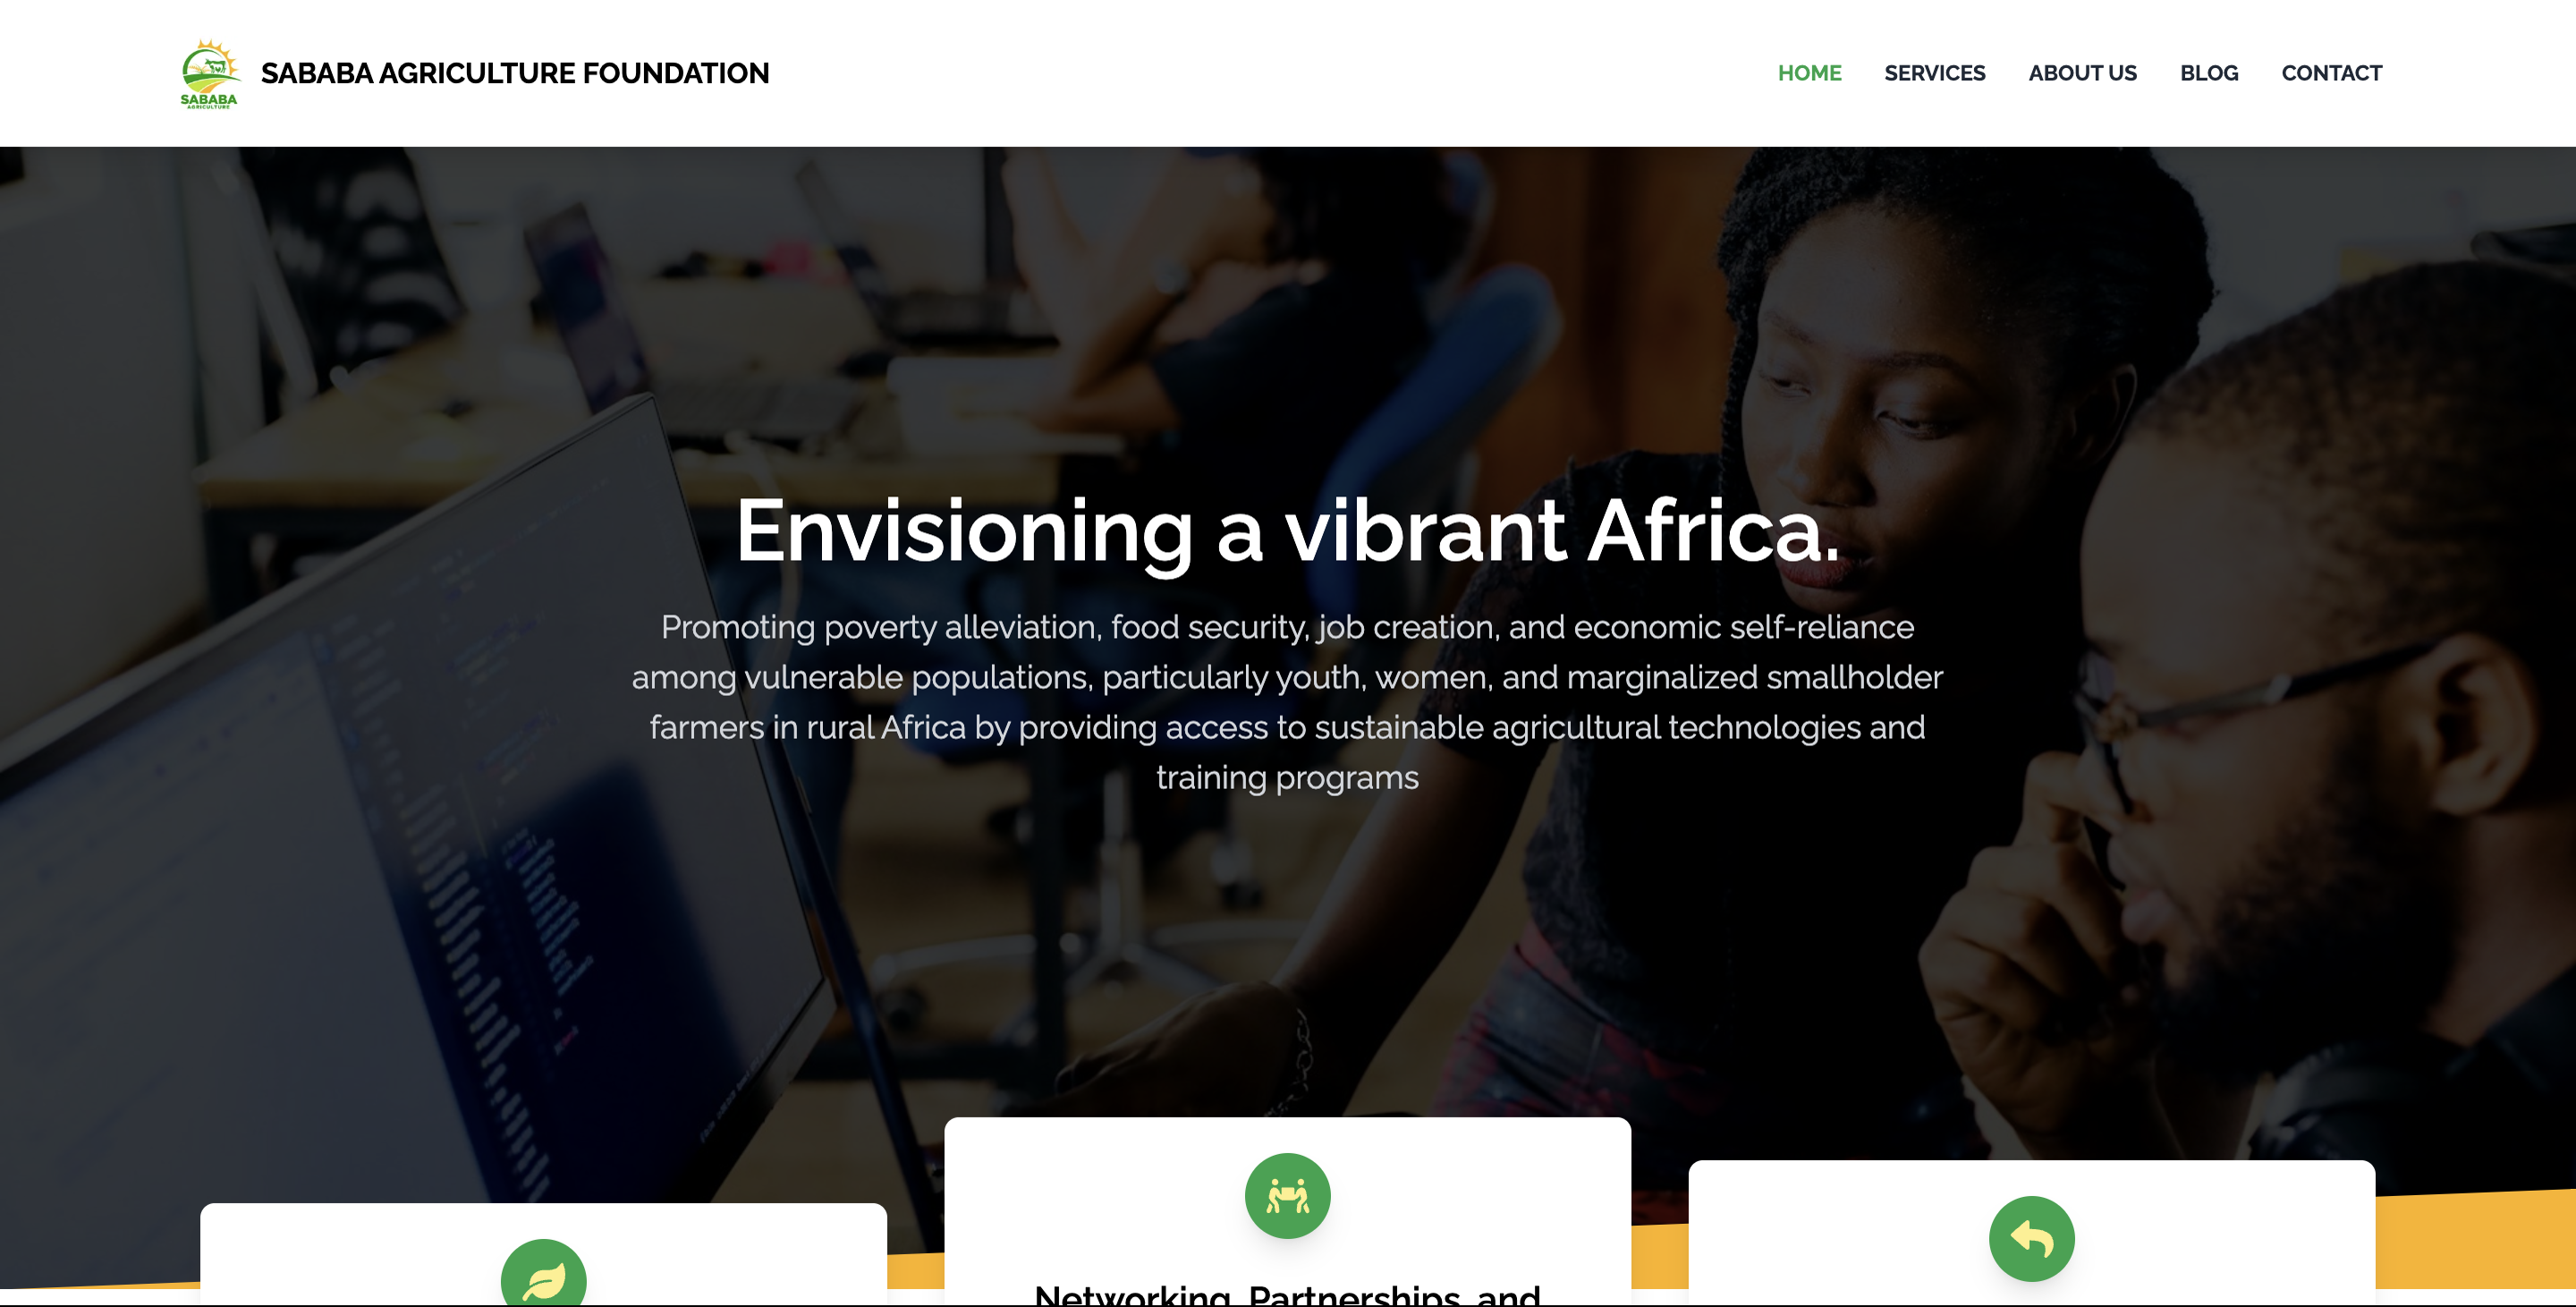 SABABA
AGRICULTURE
SABABA AGRICULTURE FOUNDATION
HOME SERVICES ABOUT US BLOG CONTACT
Envisioning a vibrant Africa.
Promoting poverty alleviation, food security, job creation, and economic self-reliance
among vulnerable populations, particularly youth, women, and marginalized smallholder
farmers in rural Africa by providing access to sustainable agricultural technologies and
training programs
Networking, Partnerships, and